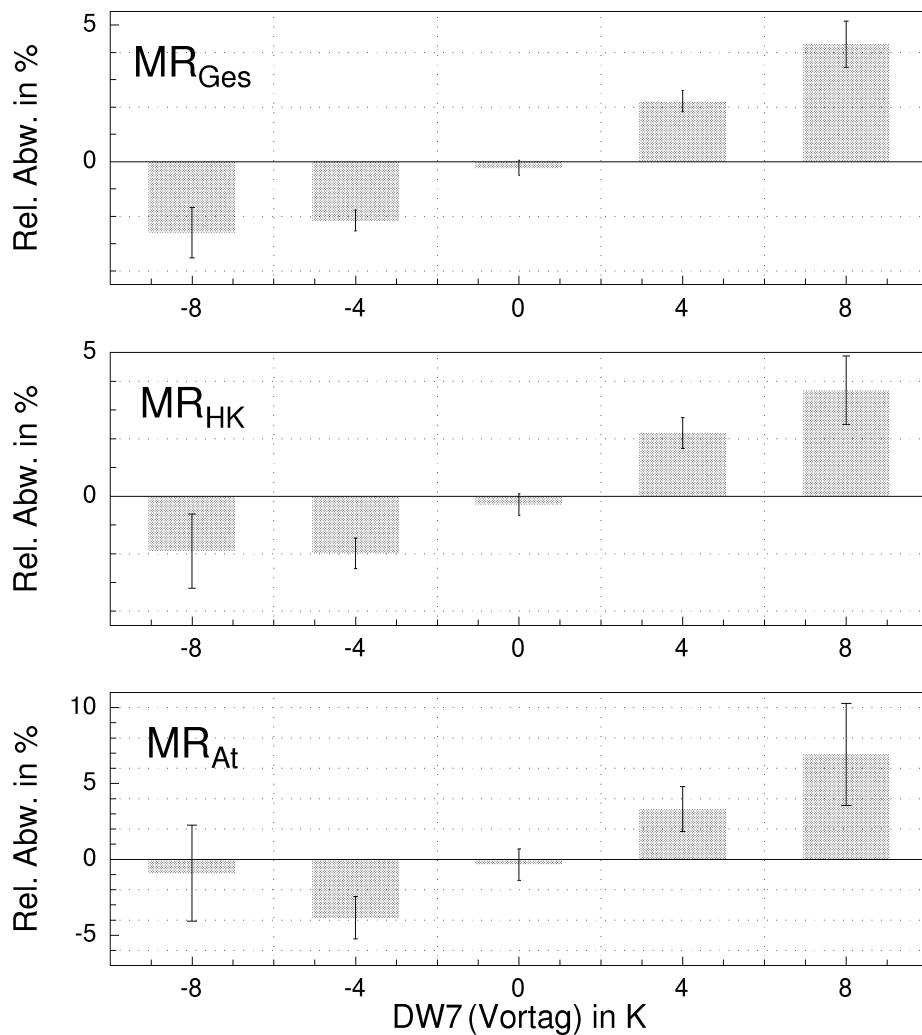 5
MR_Ges
Rel. Abw. in %
0
-8 -4 0 4 8
5
MR_HK
Rel. Abw. in %
0
-8 -4 0 4 8
10
MR_At
5
Rel. Abw. in %
0
-5
-8 -4 0 4 8
DW7 (Vortag) in K